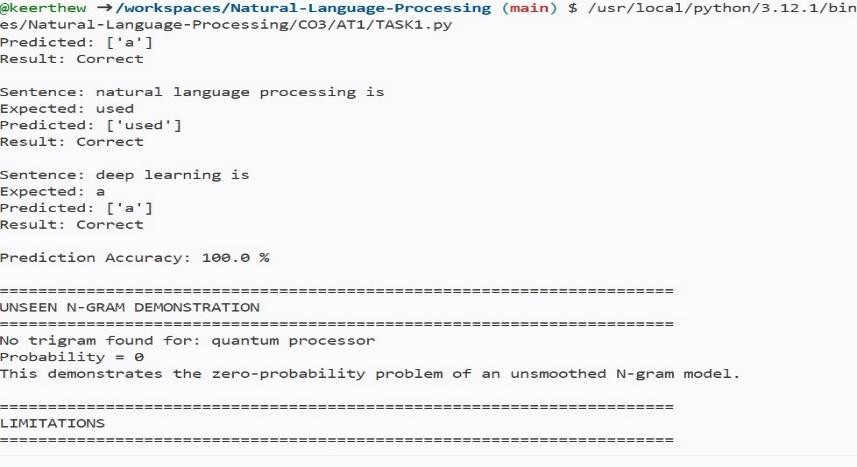 @keerthew ➜/workspaces/Natural-Language-Processing (main) $ /usr/local/python/3.12.1/bin
es/Natural-Language-Processing/CO3/AT1/TASK1.py
Predicted: ['a']
Result: Correct
Sentence: natural language processing is
Expected: used
Predicted: ['used']
Result: Correct
Sentence: deep learning is
Expected: a
Predicted: ['a']
Result: Correct
Prediction Accuracy: 100.0 %
======================================================================
UNSEEN N-GRAM DEMONSTRATION
======================================================================
No trigram found for: quantum processor
Probability = 0
This demonstrates the zero-probability problem of an unsmoothed N-gram model.
======================================================================
LIMITATIONS
======================================================================